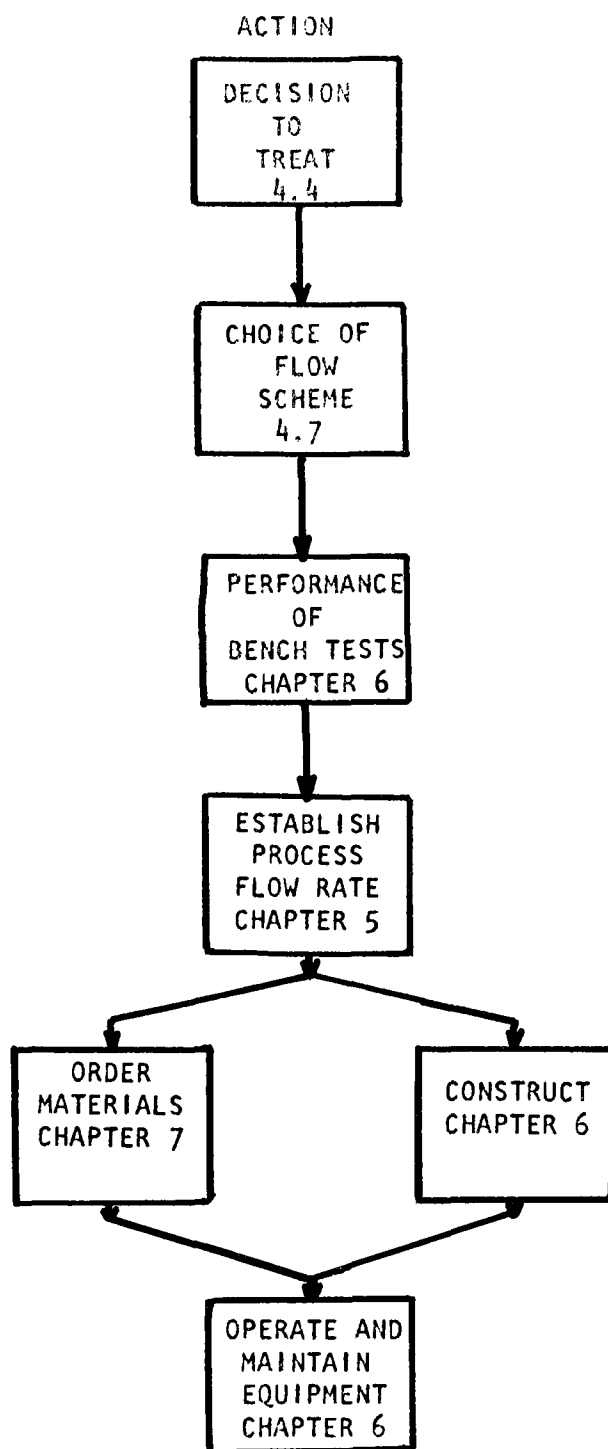 ACTION
DECISION
TO
TREAT
4.4
CHOICE OF
FLOW
SCHEME
4.7
PERFORMANCE
OF
BENCH TESTS
CHAPTER 6
ESTABLISH
PROCESS
FLOW RATE
CHAPTER 5
ORDER
MATERIALS
CHAPTER 7
CONSTRUCT
CHAPTER 6
OPERATE AND
MAINTAIN
EQUIPMENT
CHAPTER 6